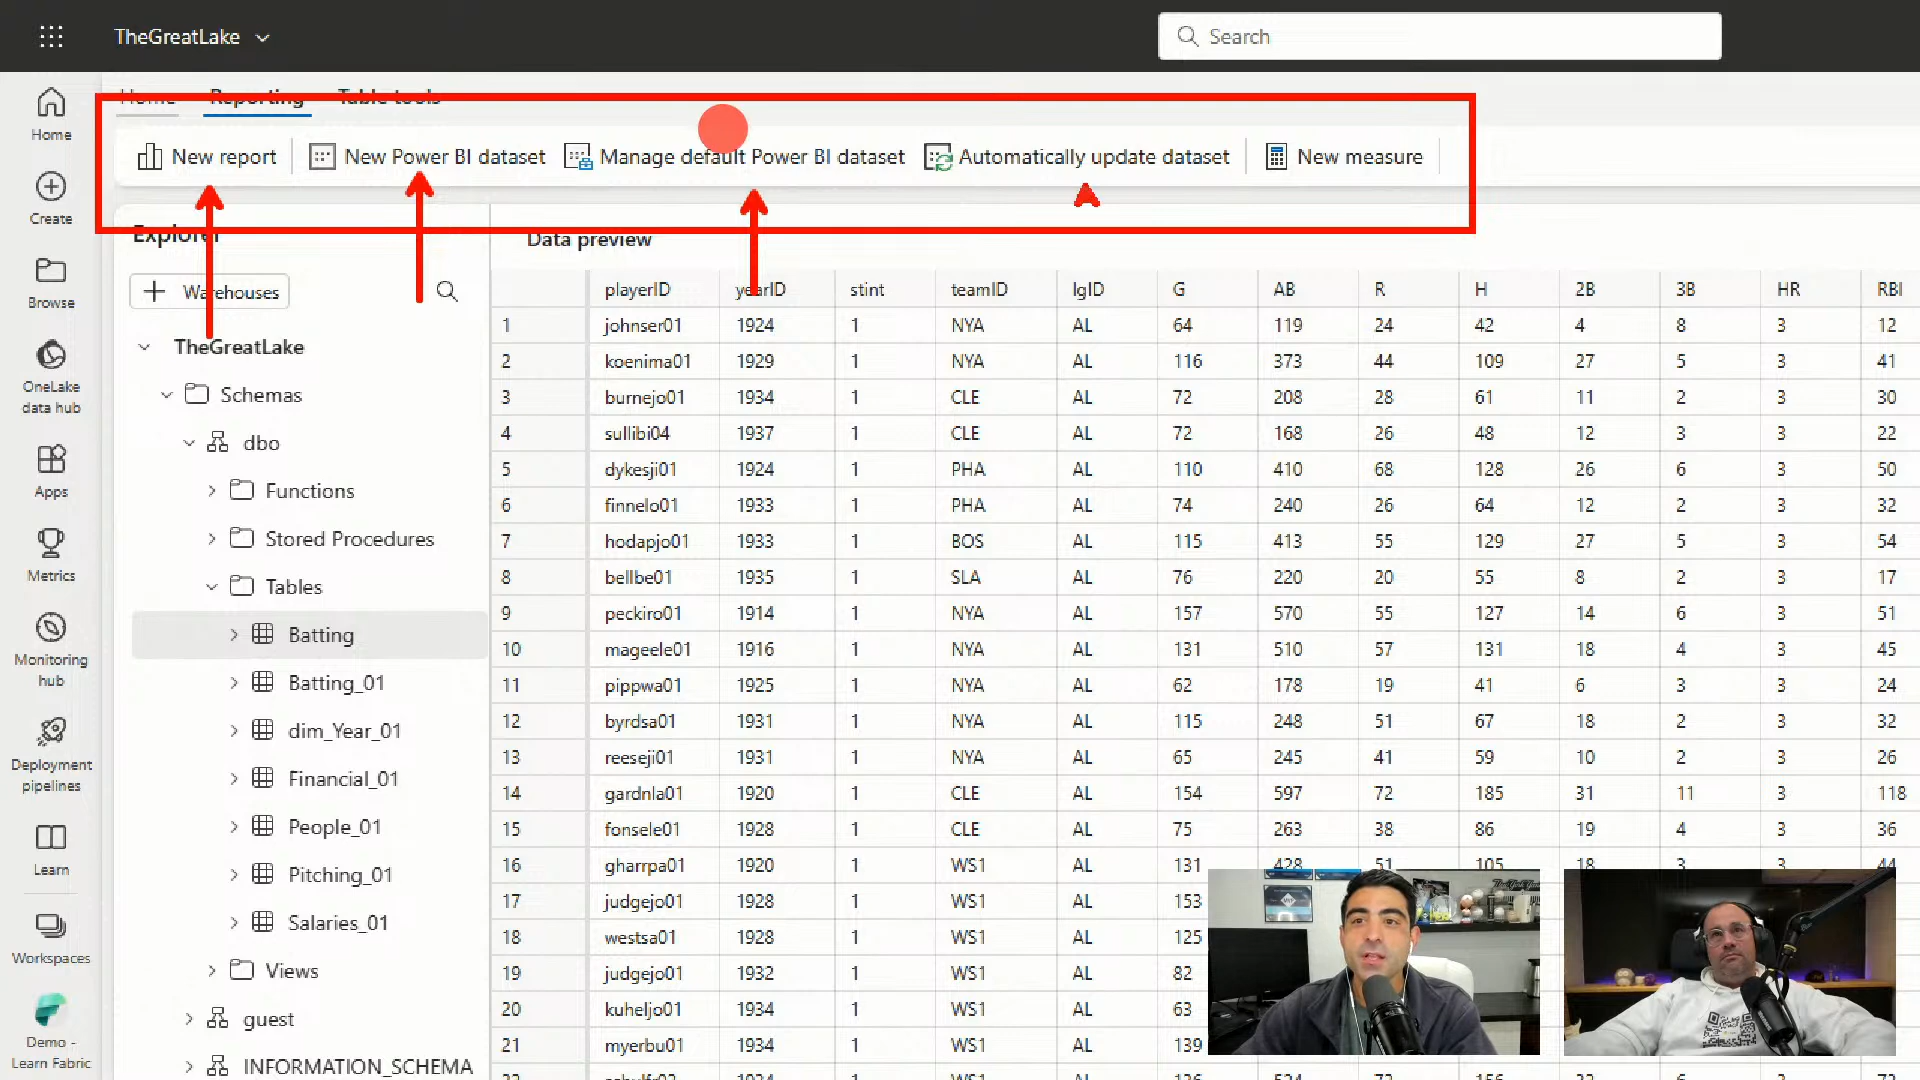 TheGreatLake
Search
Home Reporting Table tools
New report New Power BI dataset Manage default Power BI dataset Automatically update dataset New measure
Home
Create
Browse
OneLake
data hub
Apps
Metrics
Monitoring
hub
Deployment
pipelines
Learn
Workspaces
Demo -
Learn Fabric
Explorer
Warehouses
TheGreatLake
Schemas
dbo
Functions
Stored Procedures
Tables
Batting
Batting_01
dim_Year_01
Financial_01
People_01
Pitching_01
Salaries_01
Views
guest
INFORMATION_SCHEMA
Data preview
playerID yearID stint teamID lgID G AB R H 2B 3B HR RBI
1 johnser01 1924 1 NYA AL 64 119 24 42 4 8 3 12
2 koenima01 1929 1 NYA AL 116 373 44 109 27 5 3 41
3 burnejo01 1934 1 CLE AL 72 208 28 61 11 2 3 30
4 sullibi04 1937 1 CLE AL 72 168 26 48 12 3 3 22
5 dykesji01 1924 1 PHA AL 110 410 68 128 26 6 3 50
6 finnelo01 1933 1 PHA AL 74 240 26 64 12 2 3 32
7 hodapjo01 1933 1 BOS AL 115 413 55 129 27 5 3 54
8 bellbe01 1935 1 SLA AL 76 220 20 55 8 2 3 17
9 peckiro01 1914 1 NYA AL 157 570 55 127 14 6 3 51
10 mageele01 1916 1 NYA AL 131 510 57 131 18 4 3 45
11 pippwa01 1925 1 NYA AL 62 178 19 41 6 3 3 24
12 byrdsa01 1931 1 NYA AL 115 248 51 67 18 2 3 32
13 reeseji01 1931 1 NYA AL 65 245 41 59 10 2 3 26
14 gardnla01 1920 1 CLE AL 154 597 72 185 31 11 3 118
15 fonsele01 1928 1 CLE AL 75 263 38 86 19 4 3 36
16 gharrpa01 1920 1 WS1 AL 131 428 51 105 18 3 3 44
17 judgejo01 1928 1 WS1 AL 153
18 westsa01 1928 1 WS1 AL 125
19 judgejo01 1932 1 WS1 AL 82
20 kuheljo01 1934 1 WS1 AL 63
21 myerbu01 1934 1 WS1 AL 139